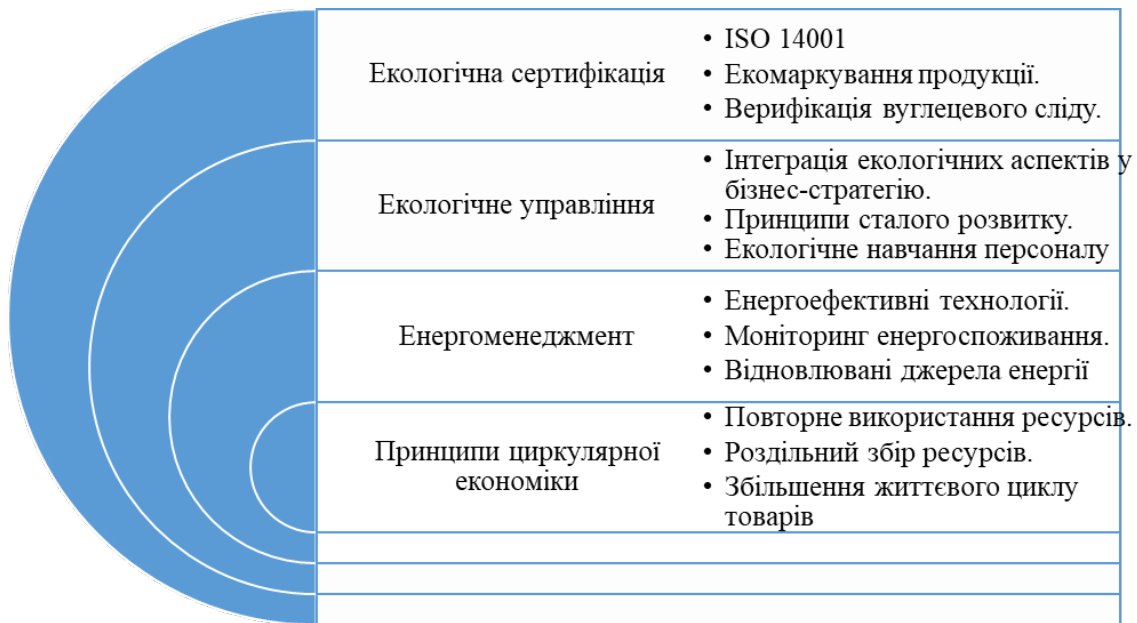 Екологічна сертифікація
• ISO 14001
• Екомаркування продукції.
• Верифікація вуглецевого сліду.
Екологічне управління
• Інтеграція екологічних аспектів у
бізнес-стратегію.
• Принципи сталого розвитку.
• Екологічне навчання персоналу
Енергоменеджмент
• Енергоефективні технології.
• Моніторинг енергоспоживання.
• Відновлювані джерела енергії
Принципи циркулярної
економіки
• Повторне використання ресурсів.
• Роздільний збір ресурсів.
• Збільшення життєвого циклу
товарів